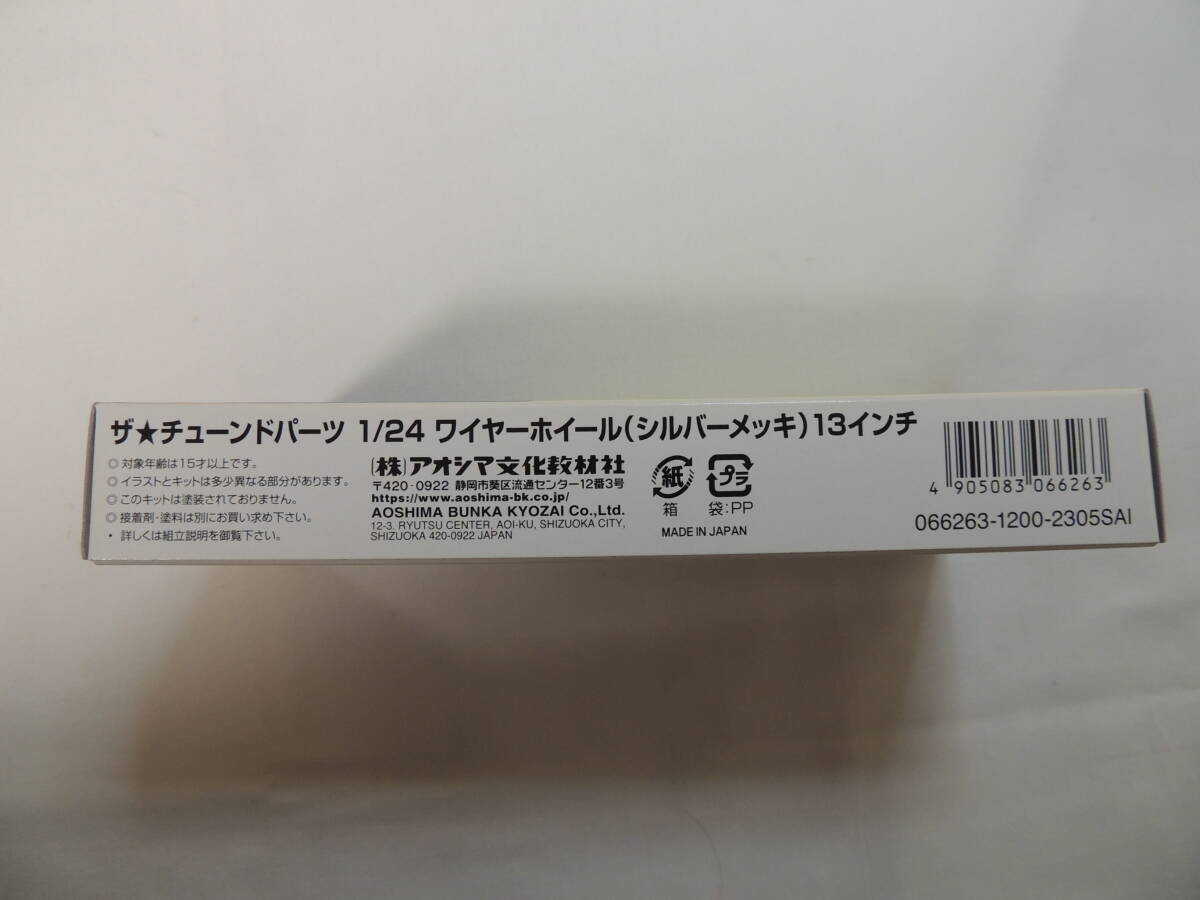 ザ★チューンドパーツ 1/24 ワイヤーホイール(シルバーメッキ)13インチ
◎対象年齢は15才以上です。
◎イラストとキットは多少異なる部分があります。
◎このキットは塗装されておりません。
◎接着剤・塗料は別にお買い求め下さい。
・詳しくは組立説明を御覧下さい。
(株)アオシマ文化教材社
〒420-0922 静岡市葵区流通センター12番3号
https://www.aoshima-bk.co.jp/
AOSHIMA BUNKA KYOZAI Co.,Ltd.
12-3, RYUTSU CENTER, AOI-KU, SHIZUOKA CITY,
SHIZUOKA 420-0922 JAPAN
紙 プラ
箱 袋:PP
MADE IN JAPAN
4 905083 066263
066263-1200-2305SAI